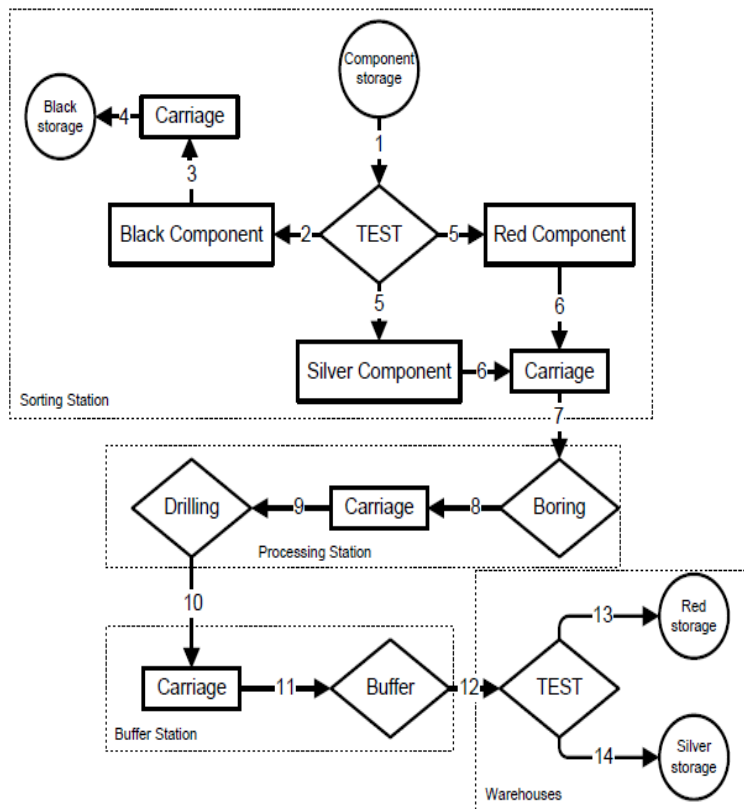 Component
storage
Black
storage
4
Carriage
1
3
Black Component
2
TEST
5
Red Component
5
6
Silver Component
6
Carriage
Sorting Station
7
Drilling
9
Carriage
8
Boring
Processing Station
10
Red
storage
13
Carriage
11
Buffer
12
TEST
Buffer Station
14
Silver
storage
Warehouses